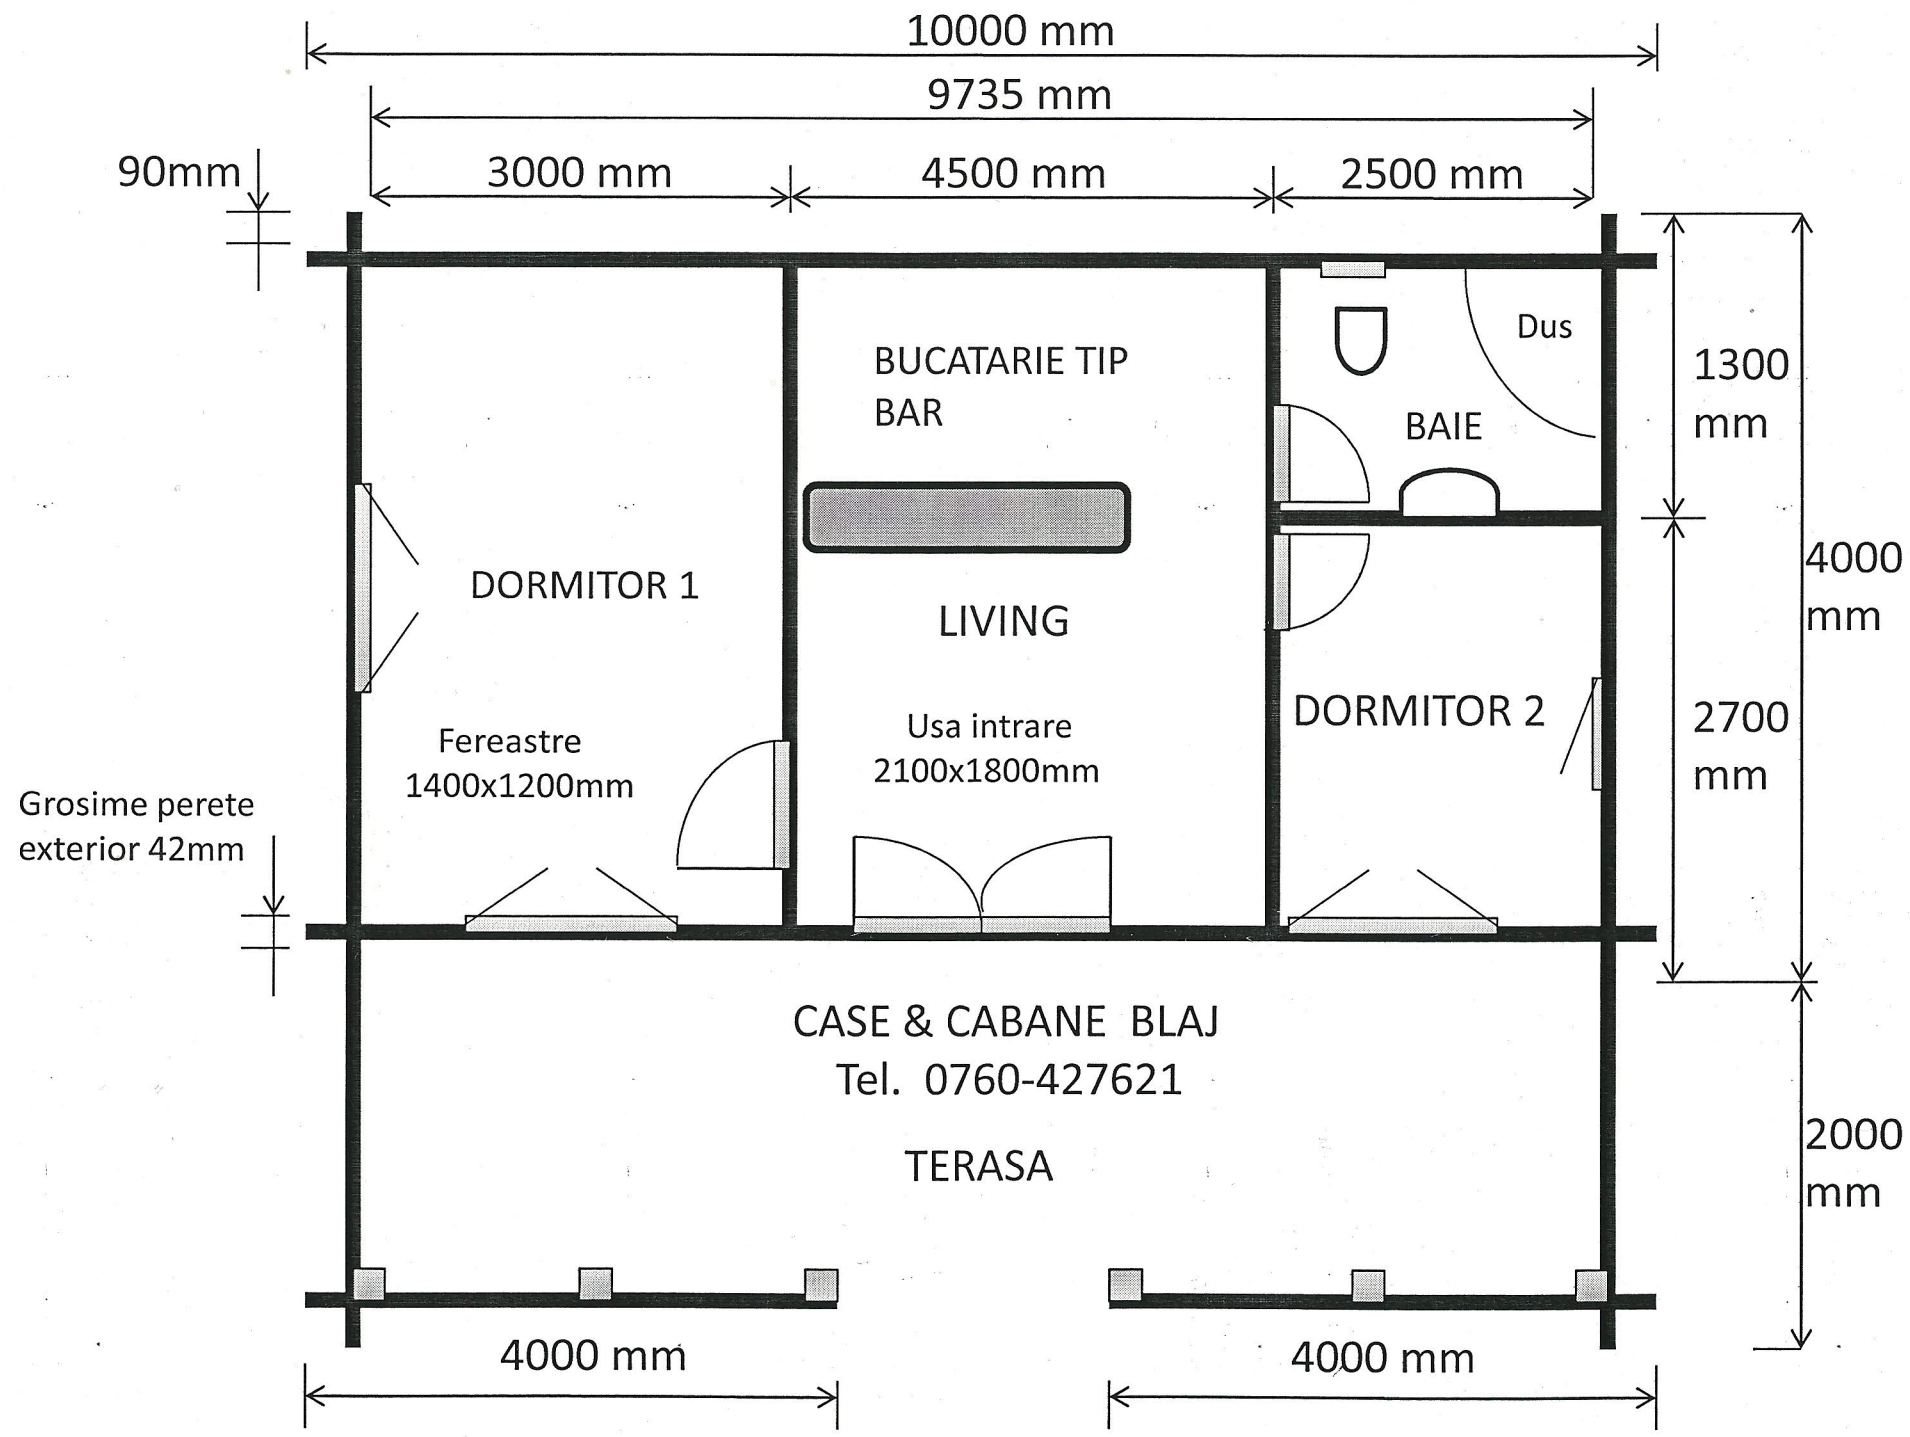 10000 mm
9735 mm
90mm
3000 mm
4500 mm
2500 mm
Dus
BUCATARIE TIP
BAR
1300
mm
BAIE
4000
mm
DORMITOR 1
LIVING
DORMITOR 2
2700
mm
Fereastre
1400x1200mm
Usa intrare
2100x1800mm
Grosime perete
exterior 42mm
CASE & CABANE BLAJ
Tel. 0760-427621
TERASA
2000
mm
4000 mm
4000 mm